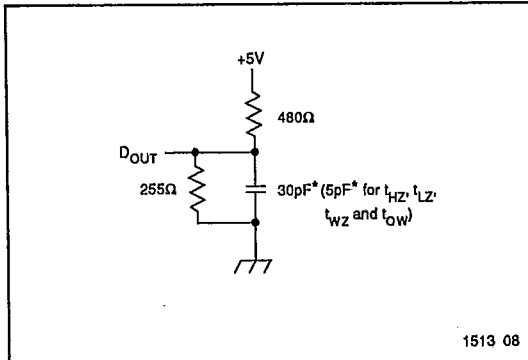 +5V
480Ω
DOUT
255Ω
30pF* (5pF* for tHZ, tLZ,
tWZ and tOW)
1513 08